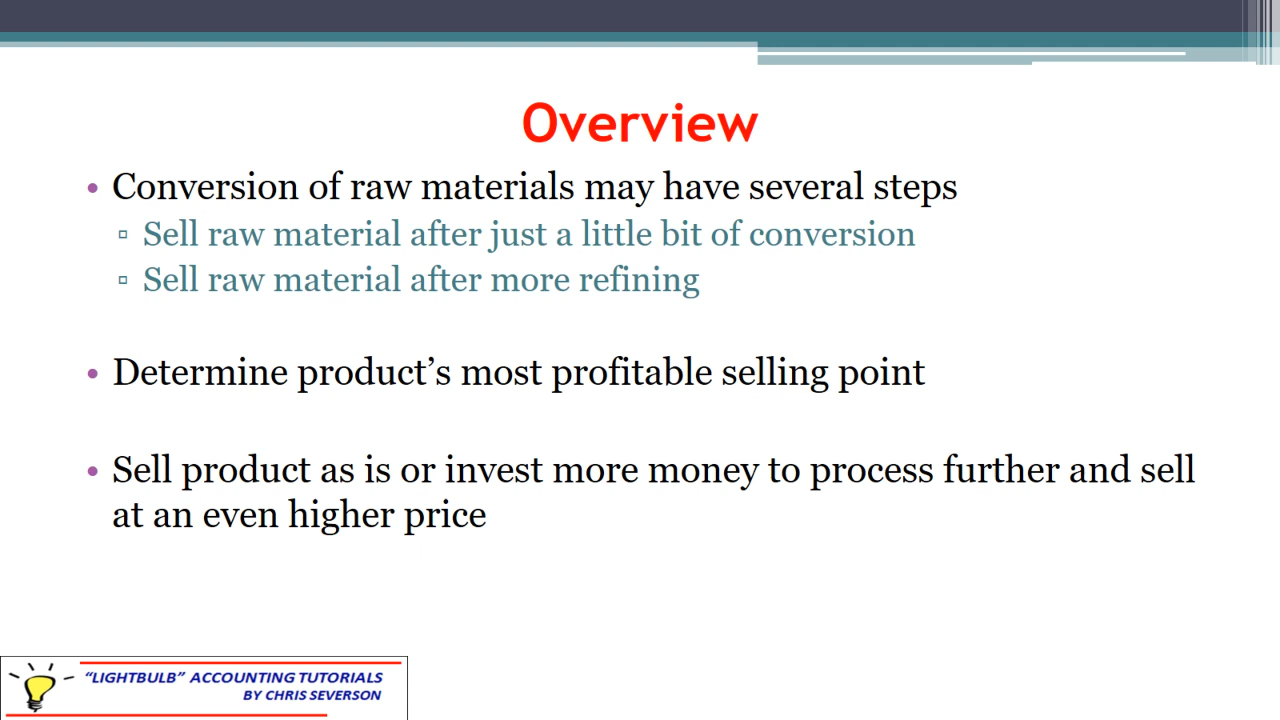 Overview
• Conversion of raw materials may have several steps
▫ Sell raw material after just a little bit of conversion
▫ Sell raw material after more refining
• Determine product’s most profitable selling point
• Sell product as is or invest more money to process further and sell
at an even higher price
“LIGHTBULB” ACCOUNTING TUTORIALS
BY CHRIS SEVERSON